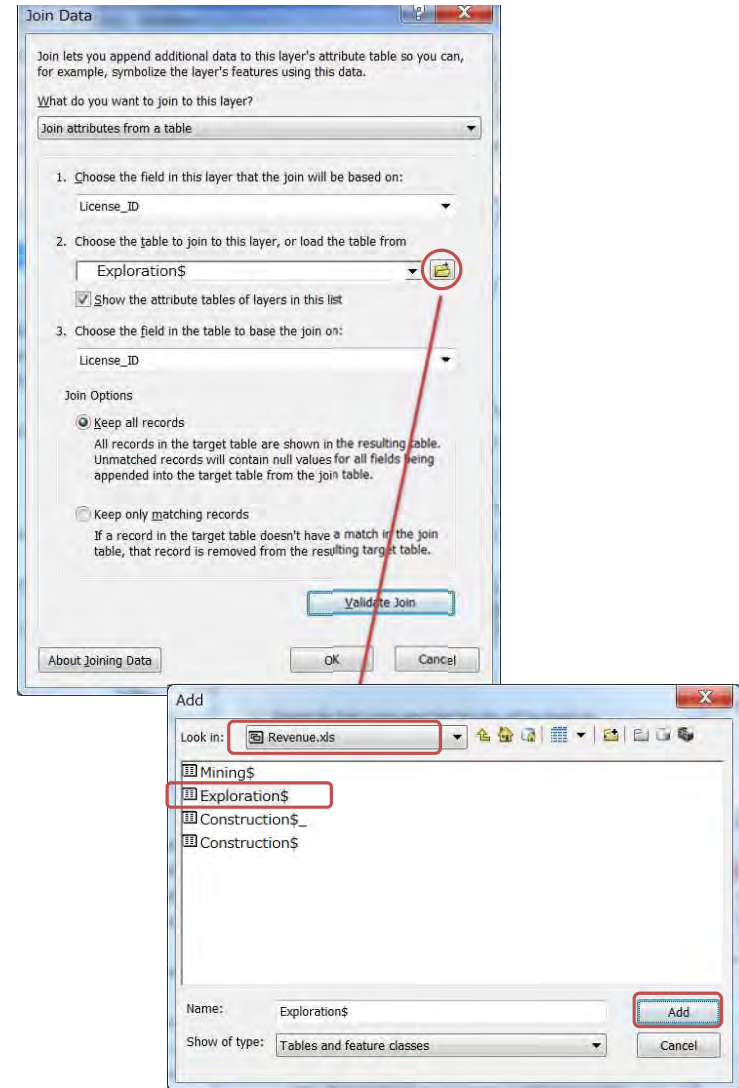 Join Data
Join lets you append additional data to this layer's attribute table so you can,
for example, symbolize the layer's features using this data.
What do you want to join to this layer?
Join attributes from a table
1. Choose the field in this layer that the join will be based on:
License_ID
2. Choose the table to join to this layer, or load the table from
Exploration$
Show the attribute tables of layers in this list
3. Choose the field in the table to base the join on:
License_ID
Join Options
Keep all records
All records in the target table are shown in the resulting table.
Unmatched records will contain null values for all fields being
appended into the target table from the join table.
Keep only matching records
If a record in the target table doesn't have a match in the join
table, that record is removed from the resulting target table.
Validate Join
About Joining Data OK Cancel
Add
Look in: Revenue.xls
Mining$
Exploration$
Construction$_
Construction$
Name: Exploration$ Add
Show of type: Tables and feature classes Cancel